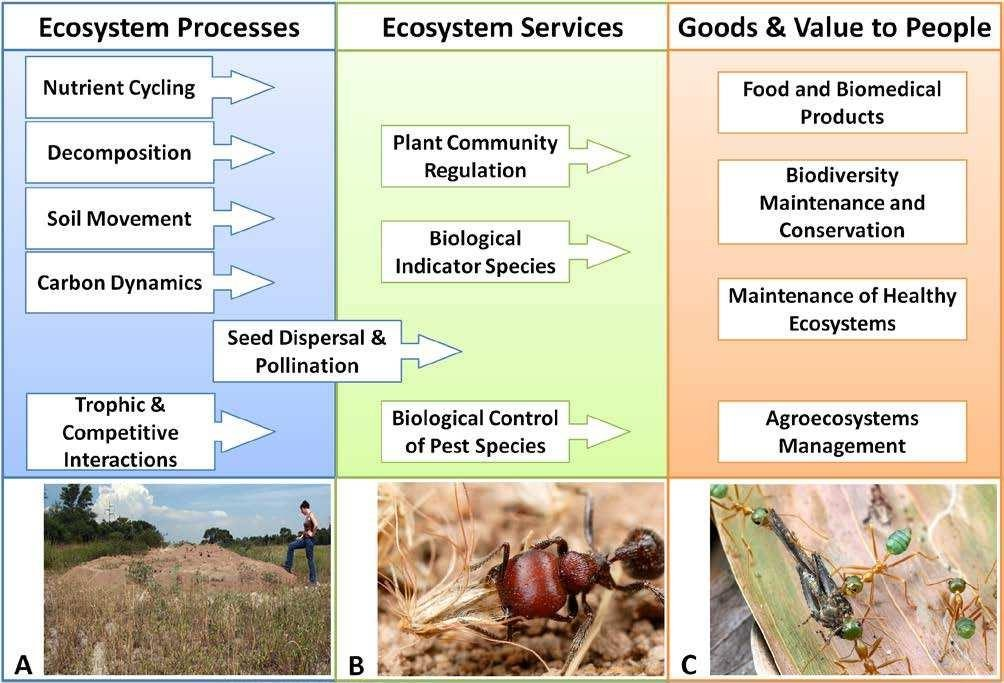 Ecosystem Processes
Nutrient Cycling
Decomposition
Soil Movement
Carbon Dynamics
Seed Dispersal &
Pollination
Trophic &
Competitive
Interactions
A
Ecosystem Services
Plant Community
Regulation
Biological
Indicator Species
Biological Control
of Pest Species
B
Goods & Value to People
Food and Biomedical
Products
Biodiversity
Maintenance and
Conservation
Maintenance of Healthy
Ecosystems
Agroecosystems
Management
C